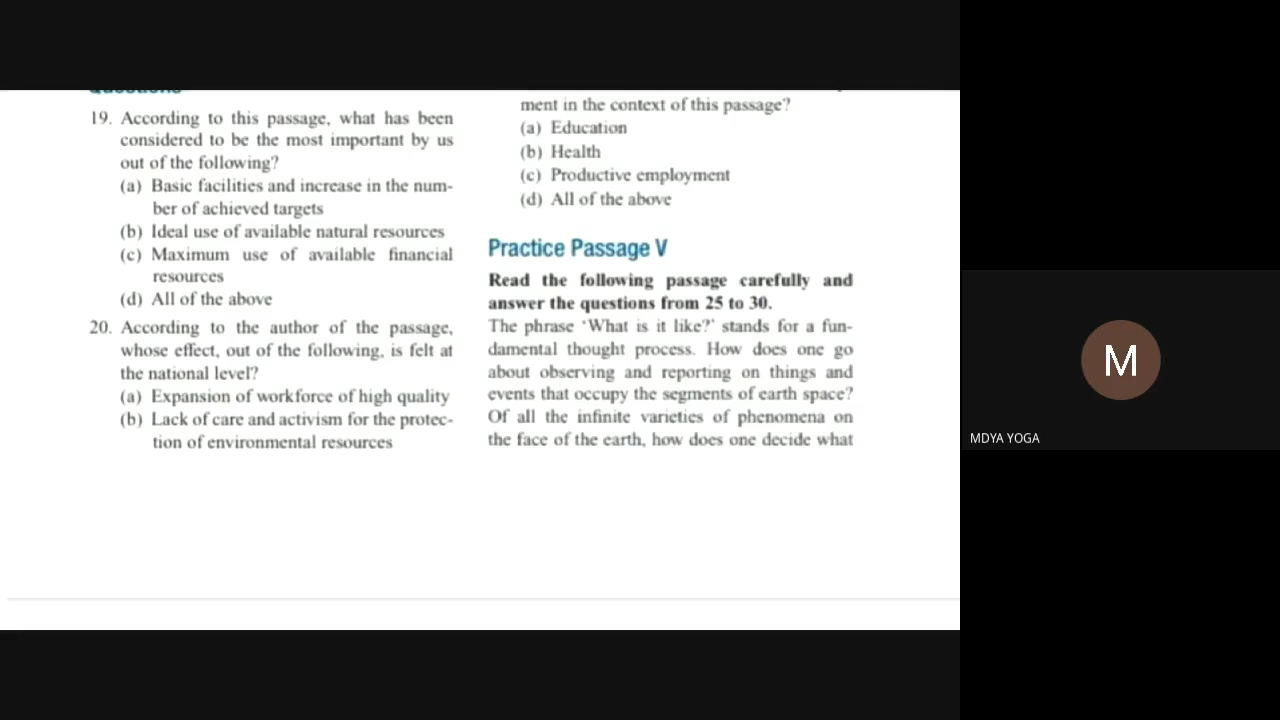 Questions
19. According to this passage, what has been
considered to be the most important by us
out of the following?
(a) Basic facilities and increase in the num-
ber of achieved targets
(b) Ideal use of available natural resources
(c) Maximum use of available financial
resources
(d) All of the above
20. According to the author of the passage,
whose effect, out of the following, is felt at
the national level?
(a) Expansion of workforce of high quality
(b) Lack of care and activism for the protec-
tion of environmental resources
ment in the context of this passage?
(a) Education
(b) Health
(c) Productive employment
(d) All of the above
Practice Passage V
Read the following passage carefully and
answer the questions from 25 to 30.
The phrase ‘What is it like?’ stands for a fun-
damental thought process. How does one go
about observing and reporting on things and
events that occupy the segments of earth space?
Of all the infinite varieties of phenomena on
the face of the earth, how does one decide what
M
MDYA YOGA